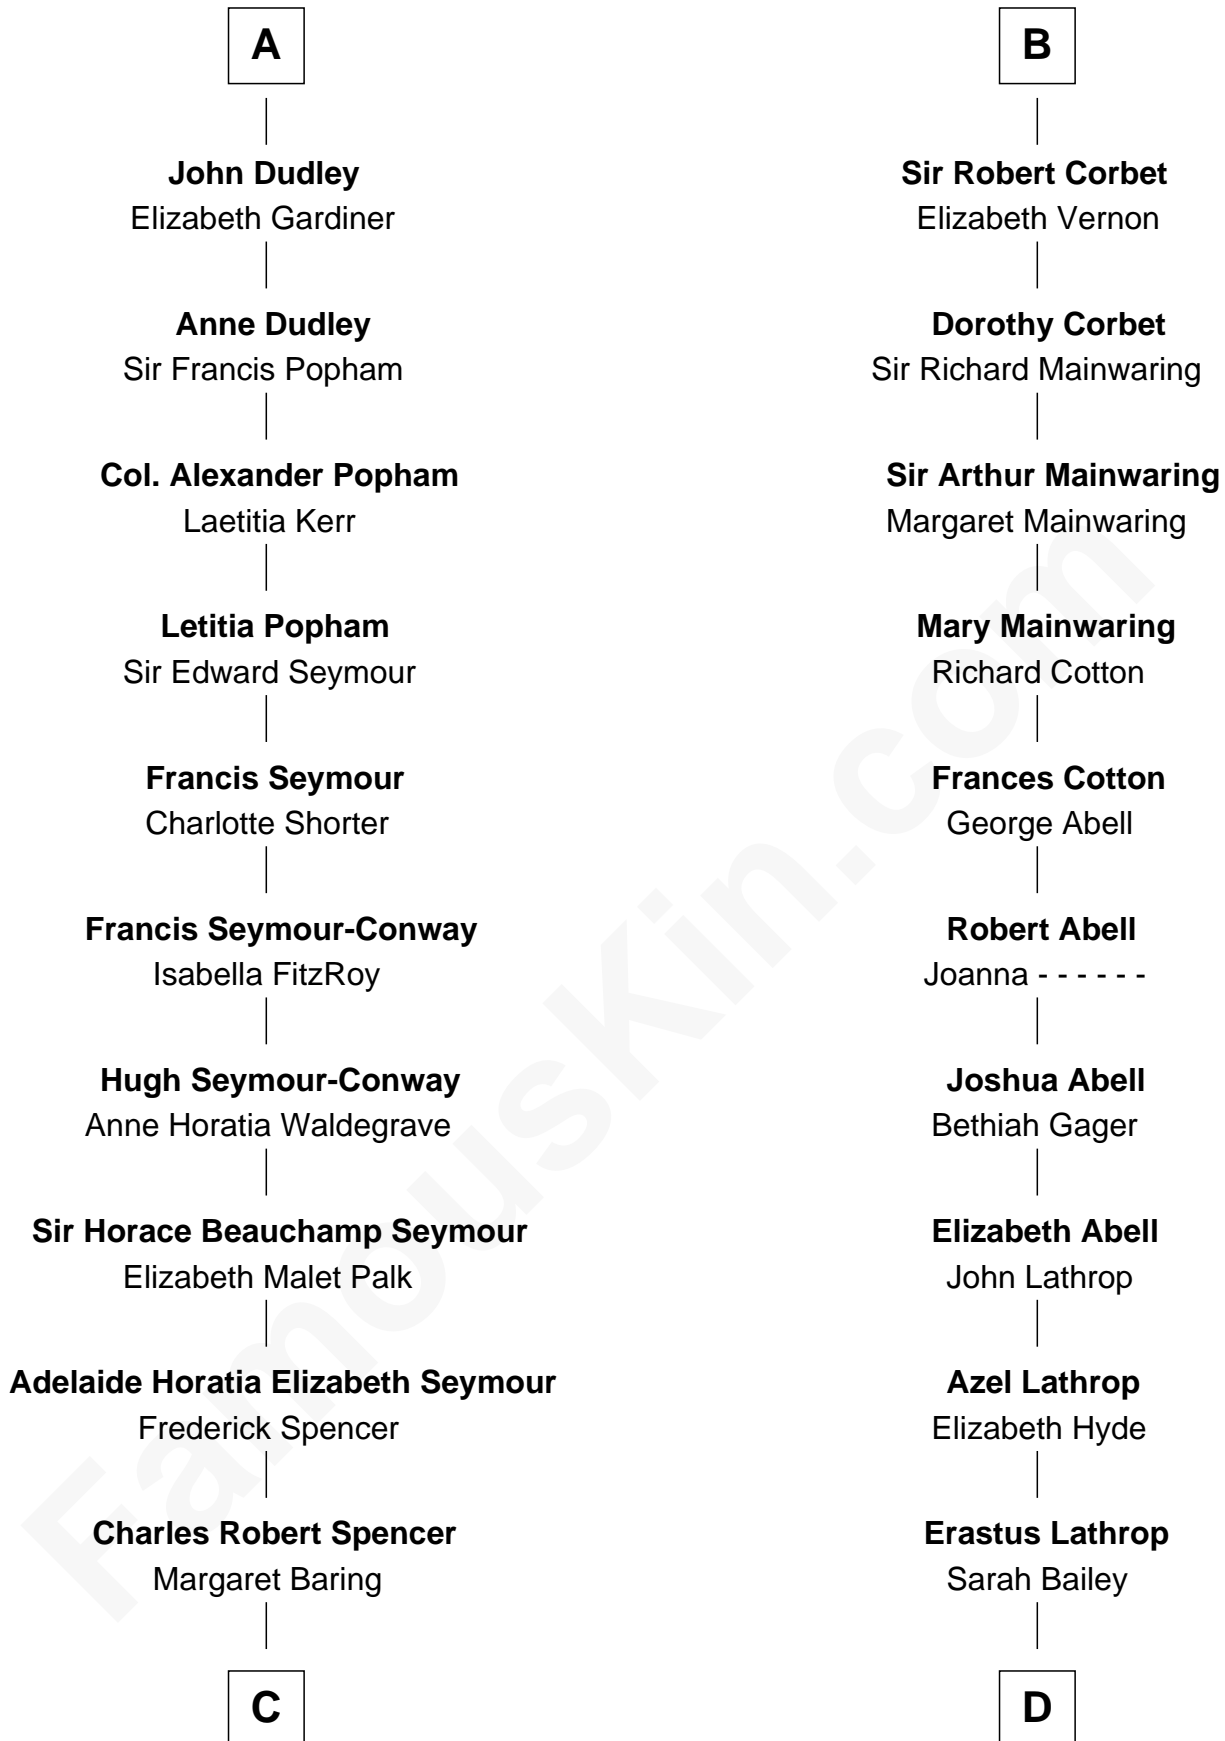 A
John Dudley
Elizabeth Gardiner
Anne Dudley
Sir Francis Popham
Col. Alexander Popham
Laetitia Kerr
Letitia Popham
Sir Edward Seymour
Francis Seymour
Charlotte Shorter
Francis Seymour-Conway
Isabella FitzRoy
Hugh Seymour-Conway
Anne Horatia Waldegrave
Sir Horace Beauchamp Seymour
Elizabeth Malet Palk
Adelaide Horatia Elizabeth Seymour
Frederick Spencer
Charles Robert Spencer
Margaret Baring
C
B
Sir Robert Corbet
Elizabeth Vernon
Dorothy Corbet
Sir Richard Mainwaring
Sir Arthur Mainwaring
Margaret Mainwaring
Mary Mainwaring
Richard Cotton
Frances Cotton
George Abell
Robert Abell
Joanna - - - - - -
Joshua Abell
Bethiah Gager
Elizabeth Abell
John Lathrop
Azel Lathrop
Elizabeth Hyde
Erastus Lathrop
Sarah Bailey
D
FamousKin.com